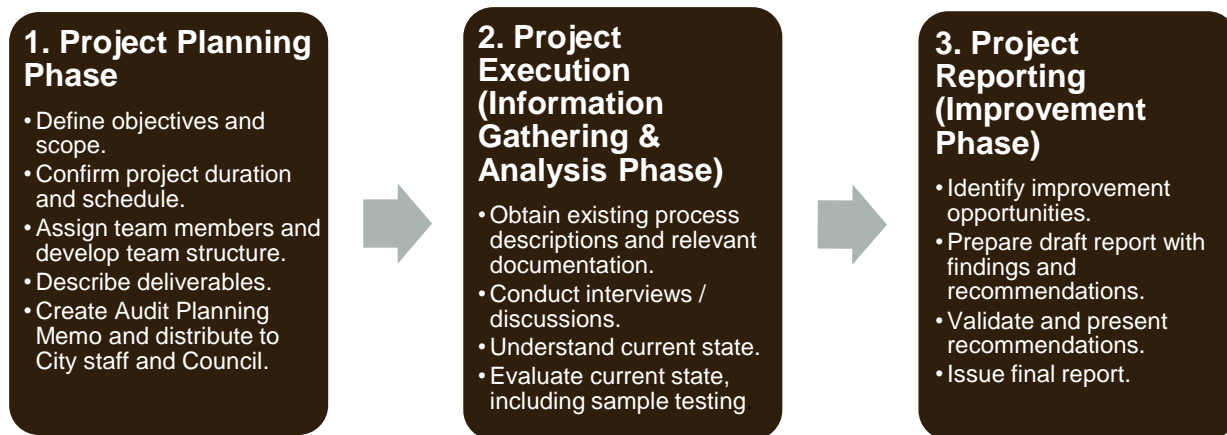 1. Project Planning
Phase
• Define objectives and
scope.
• Confirm project duration
and schedule.
• Assign team members and
develop team structure.
• Describe deliverables.
• Create Audit Planning
Memo and distribute to
City staff and Council.
2. Project
Execution
(Information
Gathering &
Analysis Phase)
• Obtain existing process
descriptions and relevant
documentation.
• Conduct interviews /
discussions.
• Understand current state.
• Evaluate current state,
including sample testing.
3. Project
Reporting
(Improvement
Phase)
• Identify improvement
opportunities.
• Prepare draft report with
findings and
recommendations.
• Validate and present
recommendations.
• Issue final report.